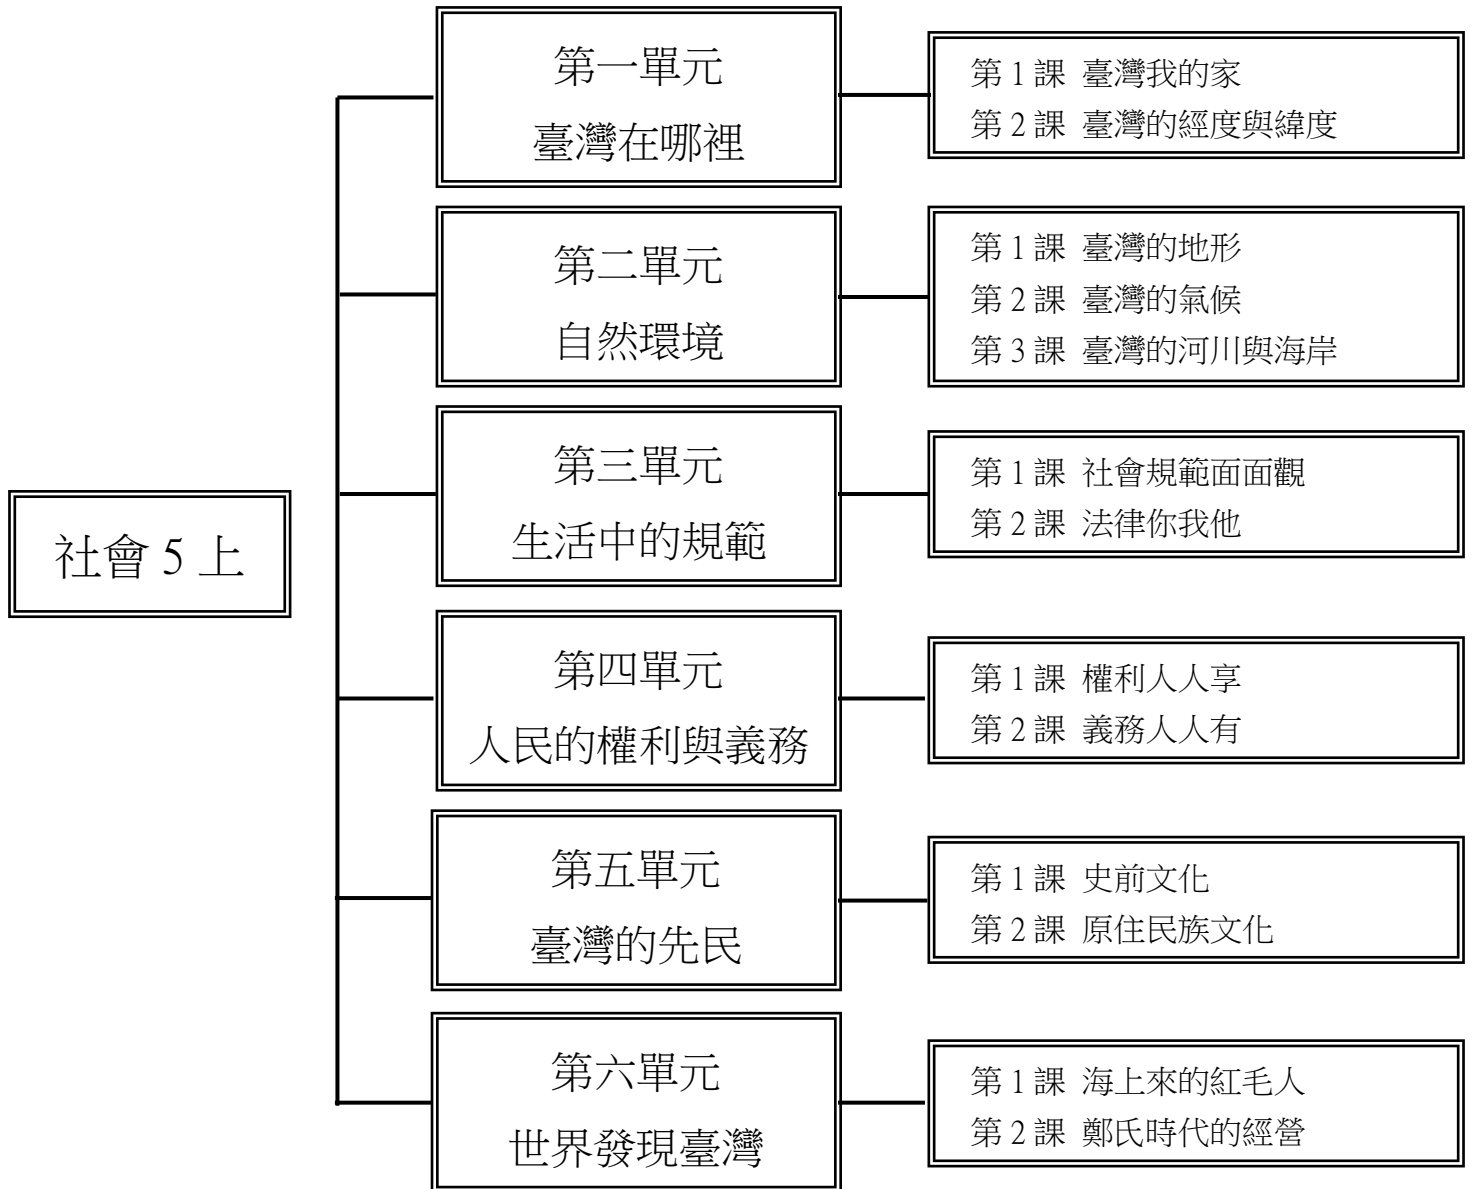 社會 5 上
第一單元
臺灣在哪裡
第 1 課 臺灣我的家
第 2 課 臺灣的經度與緯度
第二單元
自然環境
第 1 課 臺灣的地形
第 2 課 臺灣的氣候
第 3 課 臺灣的河川與海岸
第三單元
生活中的規範
第 1 課 社會規範面面觀
第 2 課 法律你我他
第四單元
人民的權利與義務
第 1 課 權利人人享
第 2 課 義務人人有
第五單元
臺灣的先民
第 1 課 史前文化
第 2 課 原住民族文化
第六單元
世界發現臺灣
第 1 課 海上來的紅毛人
第 2 課 鄭氏時代的經營